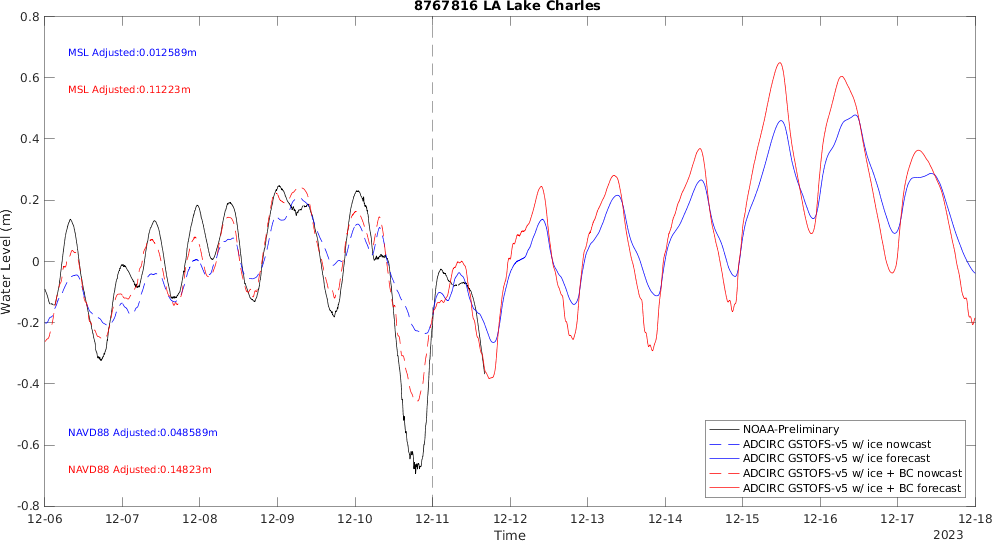 8767816 LA Lake Charles
0.8
0.6
0.4
0.2
0
-0.2
-0.4
-0.6
-0.8
Water Level (m)
MSL Adjusted:0.012589m
MSL Adjusted:0.11223m
NAVD88 Adjusted:0.048589m
NAVD88 Adjusted:0.14823m
NOAA-Preliminary
ADCIRC GSTOFS-v5 w/ ice nowcast
ADCIRC GSTOFS-v5 w/ ice forecast
ADCIRC GSTOFS-v5 w/ ice + BC nowcast
ADCIRC GSTOFS-v5 w/ ice + BC forecast
12-06 12-07 12-08 12-09 12-10 12-11 12-12 12-13 12-14 12-15 12-16 12-17 12-18
Time
2023